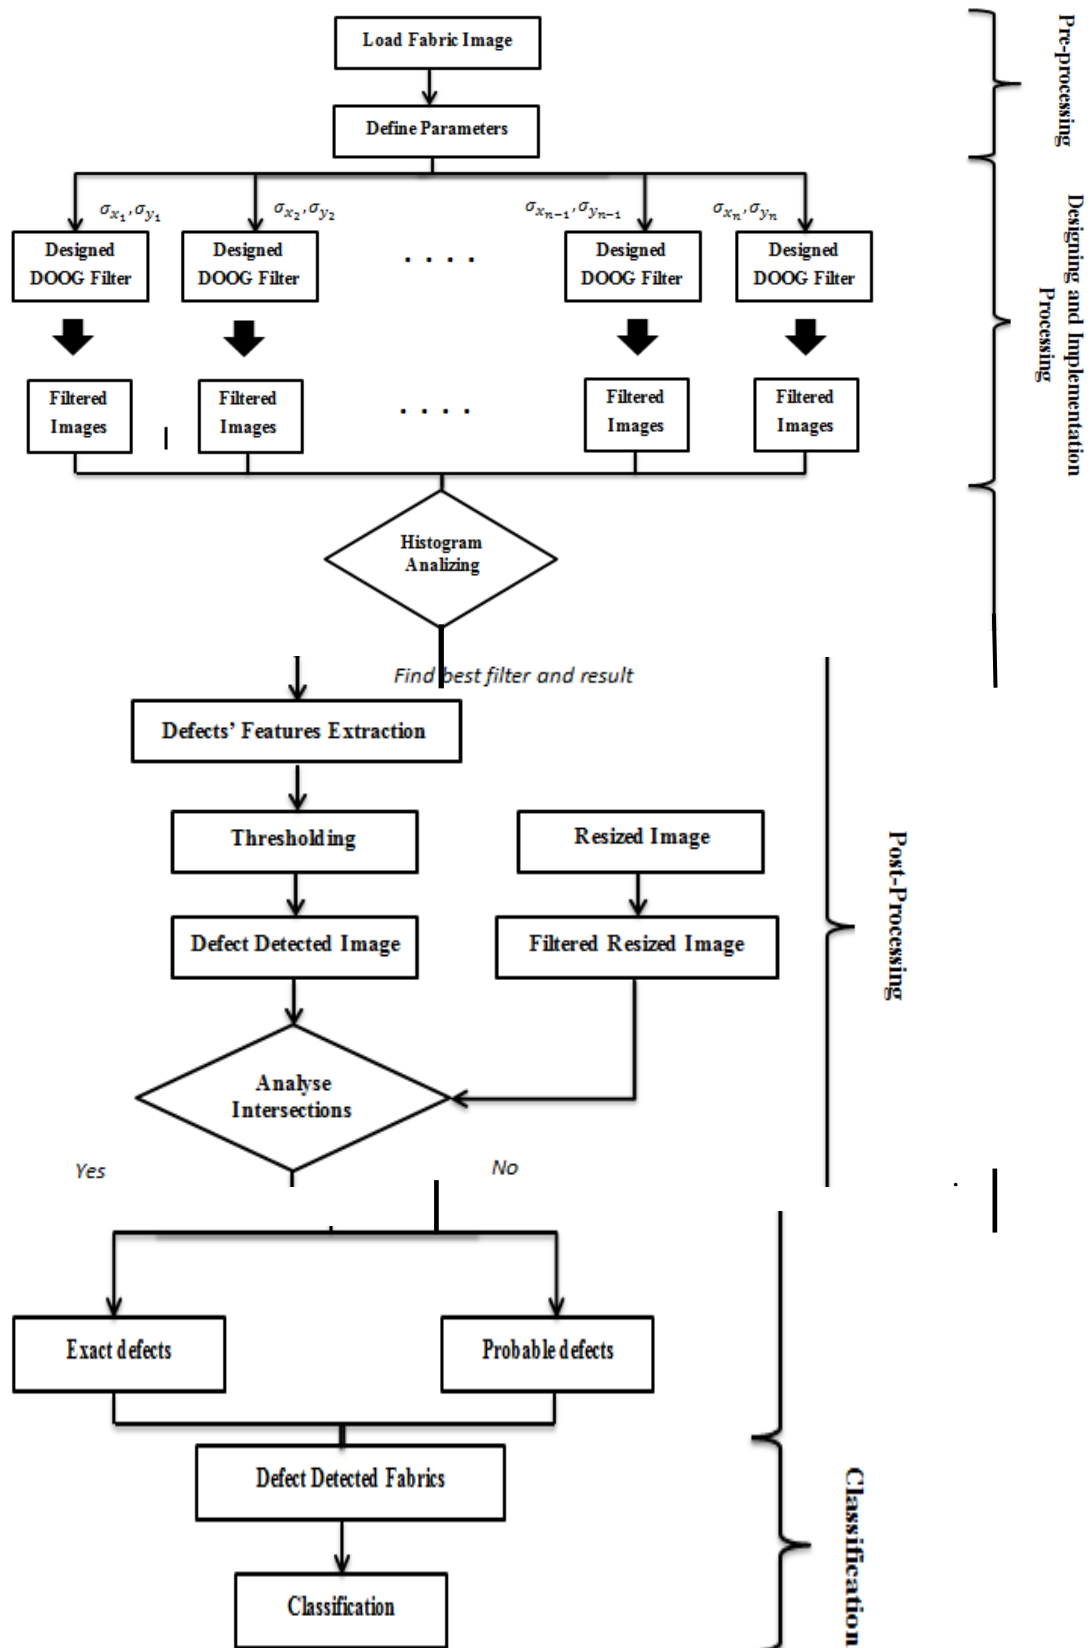 Load Fabric Image
Define Parameters
Pre-processing
σx1,σy1
σx2,σy2
σxn−1,σyn−1
σxn,σyn
Designed
DOOG Filter
Designed
DOOG Filter
. . . .
Designed
DOOG Filter
Designed
DOOG Filter
Designing and Implementation
Processing
Filtered
Images
Filtered
Images
. . . .
Filtered
Images
Filtered
Images
Histogram
Analizing
Find best filter and result
Defects' Features Extraction
Thresholding
Resized Image
Defect Detected Image
Filtered Resized Image
Post-Processing
Analyse
Intersections
Yes
No
Exact defects
Probable defects
Defect Detected Fabrics
Classification
Classification